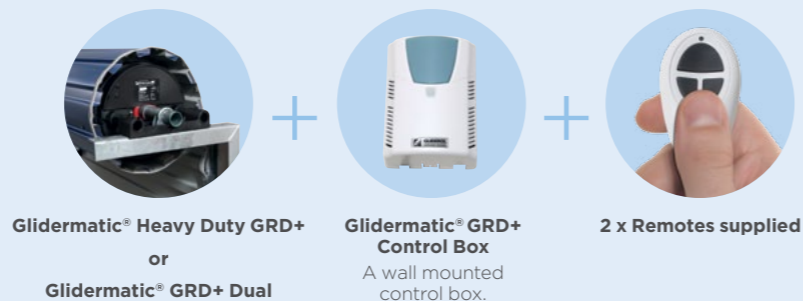 Glidermatic® Heavy Duty GRD+
or
Glidermatic® GRD+ Dual
Glidermatic® GRD+
Control Box
A wall mounted
control box.
2 x Remotes supplied